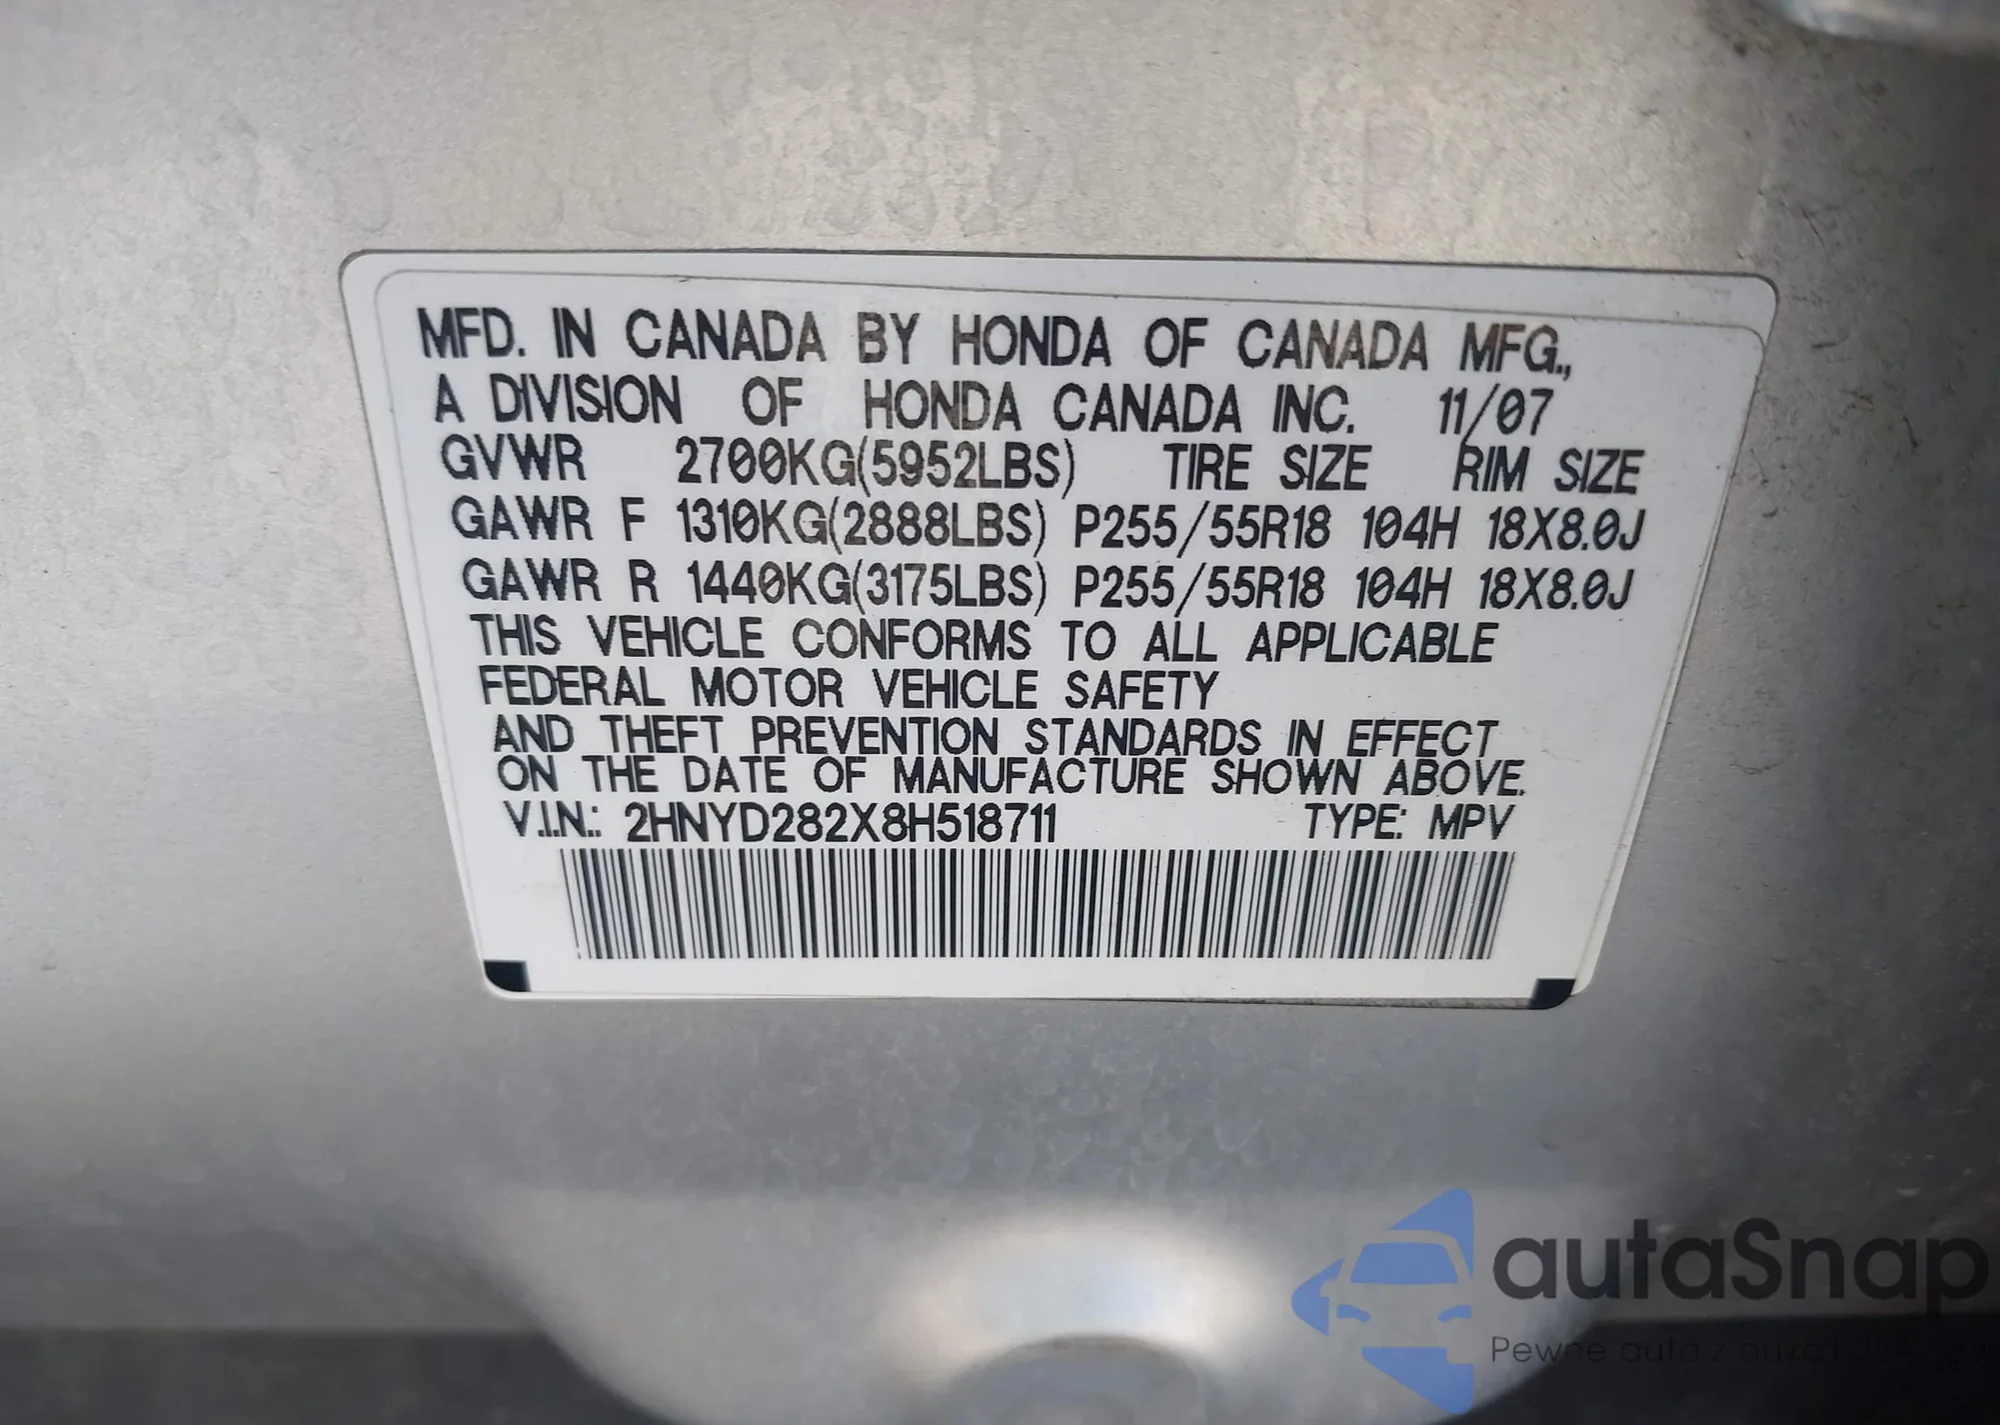 MFD. IN CANADA BY HONDA OF CANADA MFG.,
A DIVISION OF HONDA CANADA INC. 11/07
GVWR 2700KG(5952LBS) TIRE SIZE RIM SIZE
GAWR F 1310KG(2888LBS) P255/55R18 104H 18X8.0J
GAWR R 1440KG(3175LBS) P255/55R18 104H 18X8.0J
THIS VEHICLE CONFORMS TO ALL APPLICABLE
FEDERAL MOTOR VEHICLE SAFETY
AND THEFT PREVENTION STANDARDS IN EFFECT
ON THE DATE OF MANUFACTURE SHOWN ABOVE.
V.I.N.: 2HNYD282X8H518711 TYPE: MPV
autaSnap
Pewne auto z